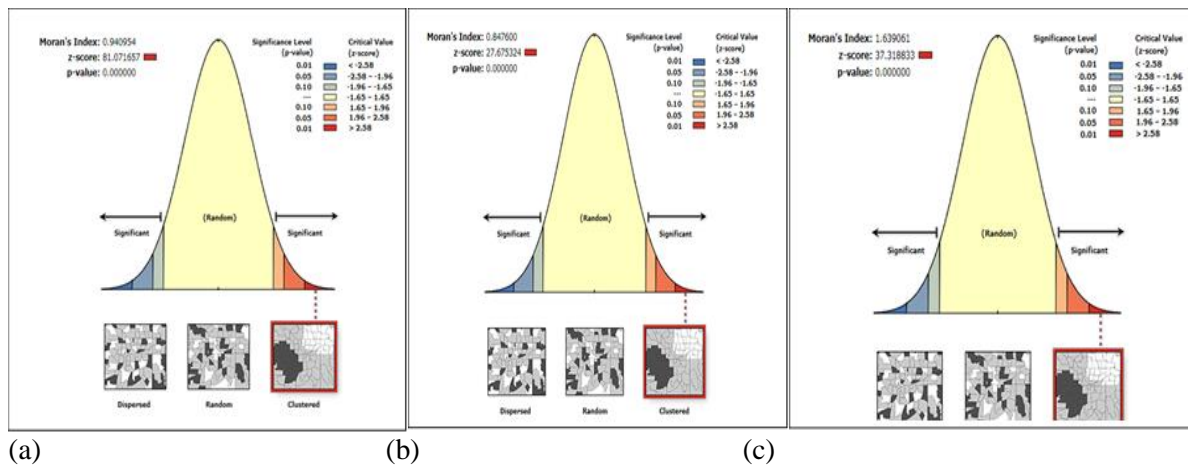 Moran's Index: 0.940954
z-score: 81.071657
p-value: 0.000000
Significance Level (p-value)
Critical Value (z-score)
0.01 < -2.58
0.05 -2.58 - -1.96
0.10 -1.96 - -1.65
... -1.65 - 1.65
0.10 1.65 - 1.96
0.05 1.96 - 2.58
0.01 > 2.58
(Random)
Significant
Significant
Dispersed
Random
Clustered
(a)
Moran's Index: 0.847600
z-score: 27.675324
p-value: 0.000000
Significance Level (p-value)
Critical Value (z-score)
0.01 < -2.58
0.05 -2.58 - -1.96
0.10 -1.96 - -1.65
... -1.65 - 1.65
0.10 1.65 - 1.96
0.05 1.96 - 2.58
0.01 > 2.58
(Random)
Significant
Significant
Dispersed
Random
Clustered
(b)
Moran's Index: 1.639061
z-score: 37.318833
p-value: 0.000000
Significance Level (p-value)
Critical Value (z-score)
0.01 < -2.58
0.05 -2.58 - -1.96
0.10 -1.96 - -1.65
... -1.65 - 1.65
0.10 1.65 - 1.96
0.05 1.96 - 2.58
0.01 > 2.58
(Random)
Significant
Significant
(c)